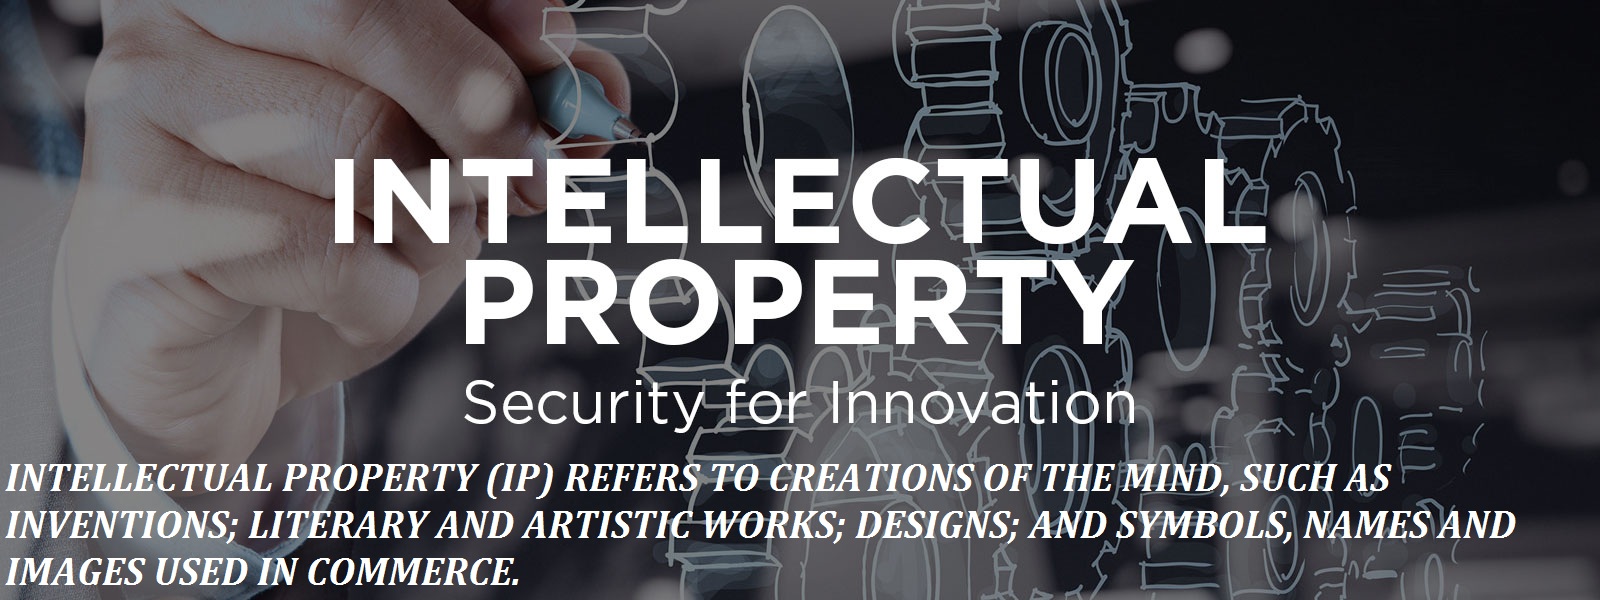 INTELLECTUAL
PROPERTY
Security for Innovation
INTELLECTUAL PROPERTY (IP) REFERS TO CREATIONS OF THE MIND, SUCH AS
INVENTIONS; LITERARY AND ARTISTIC WORKS; DESIGNS; AND SYMBOLS, NAMES AND
IMAGES USED IN COMMERCE.